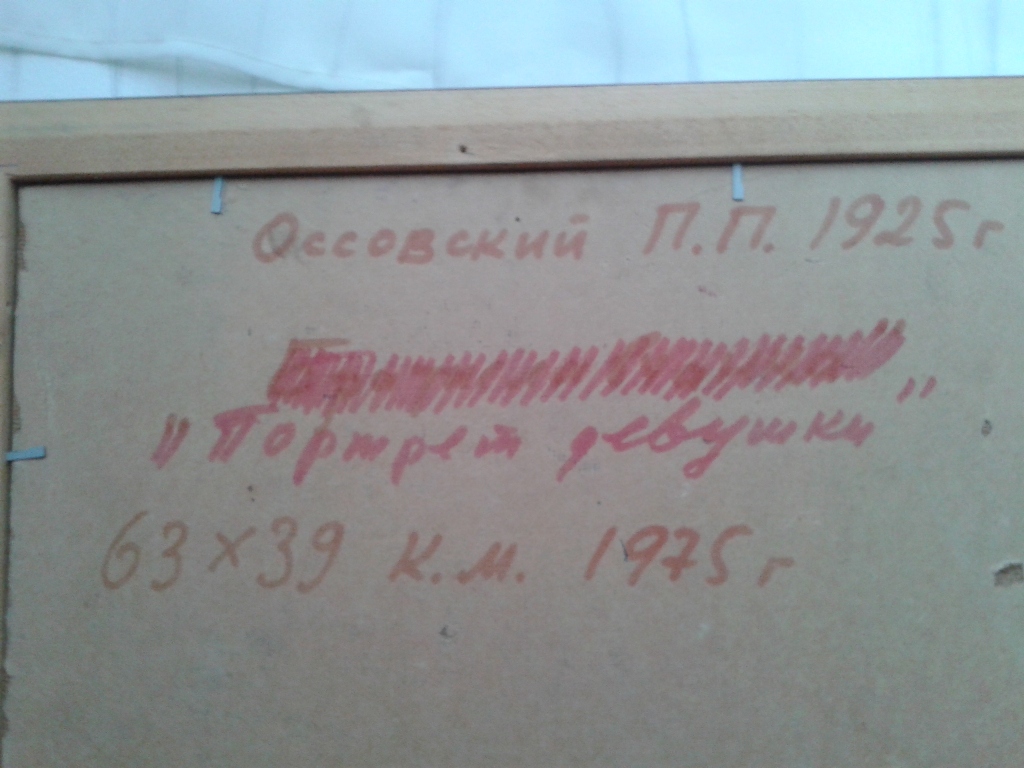 Оссовский П.П. 1925г
"Портрет девушки"
63×39 к.м. 1975г